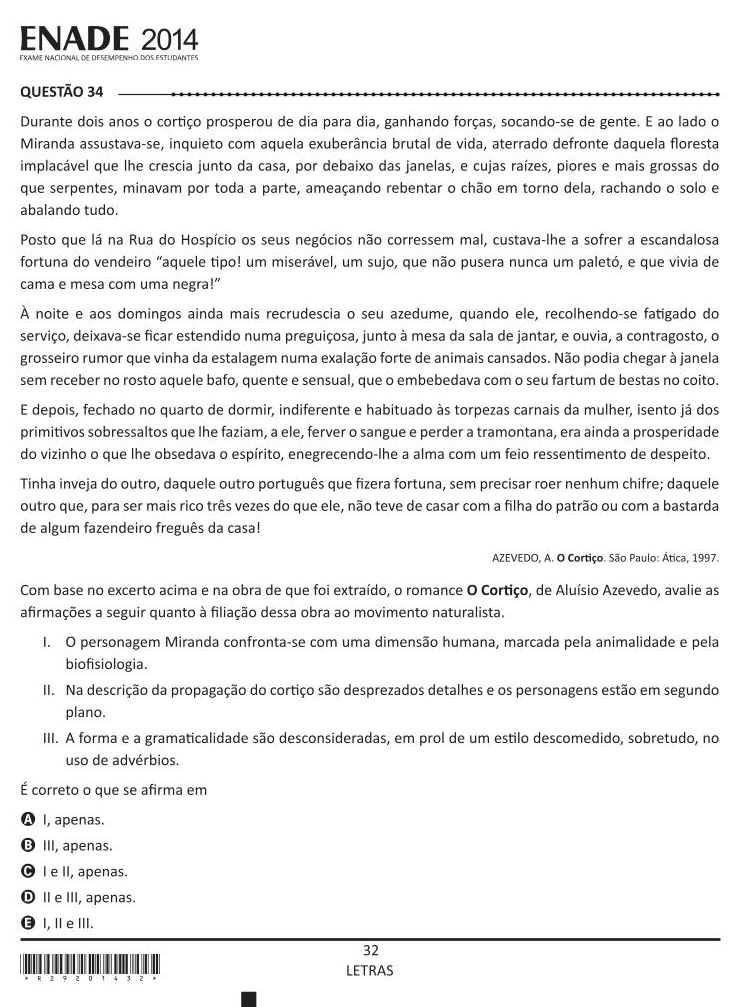 ENADE 2014
EXAME NACIONAL DE DESEMPENHO DOS ESTUDANTES
QUESTÃO 34
Durante dois anos o cortiço prosperou de dia para dia, ganhando forças, socando-se de gente. E ao lado o
Miranda assustava-se, inquieto com aquela exuberância brutal de vida, aterrado defronte daquela floresta
implacável que lhe crescia junto da casa, por debaixo das janelas, e cujas raízes, piores e mais grossas do
que serpentes, minavam por toda a parte, ameaçando rebentar o chão em torno dela, rachando o solo e
abalando tudo.
Posto que lá na Rua do Hospício os seus negócios não corressem mal, custava-lhe a sofrer a escandalosa
fortuna do vendeiro “aquele tipo! um miserável, um sujo, que não pusera nunca um paletó, e que vivia de
cama e mesa com uma negra!”
À noite e aos domingos ainda mais recrudescia o seu azedume, quando ele, recolhendo-se fatigado do
serviço, deixava-se ficar estendido numa preguiçosa, junto à mesa da sala de jantar, e ouvia, a contragosto, o
grosseiro rumor que vinha da estalagem numa exalação forte de animais cansados. Não podia chegar à janela
sem receber no rosto aquele bafo, quente e sensual, que o embebedava com o seu fartum de bestas no coito.
E depois, fechado no quarto de dormir, indiferente e habituado às torpezas carnais da mulher, isento já dos
primitivos sobressaltos que lhe faziam, a ele, ferver o sangue e perder a tramontana, era ainda a prosperidade
do vizinho o que lhe obsedava o espírito, enegrecendo-lhe a alma com um feio ressentimento de despeito.
Tinha inveja do outro, daquele outro português que fizera fortuna, sem precisar roer nenhum chifre; daquele
outro que, para ser mais rico três vezes do que ele, não teve de casar com a filha do patrão ou com a bastarda
de algum fazendeiro freguês da casa!
AZEVEDO, A. O Cortiço. São Paulo: Ática, 1997.
Com base no excerto acima e na obra de que foi extraído, o romance O Cortiço, de Aluísio Azevedo, avalie as
afirmações a seguir quanto à filiação dessa obra ao movimento naturalista.
I. O personagem Miranda confronta-se com uma dimensão humana, marcada pela animalidade e pela
biofisiologia.
II. Na descrição da propagação do cortiço são desprezados detalhes e os personagens estão em segundo
plano.
III. A forma e a gramaticalidade são desconsideradas, em prol de um estilo descomedido, sobretudo, no
uso de advérbios.
É correto o que se afirma em
A I, apenas.
B III, apenas.
C I e II, apenas.
D II e III, apenas.
E I, II e III.
32
LETRAS
* R 2 9 2 0 1 4 3 2 *